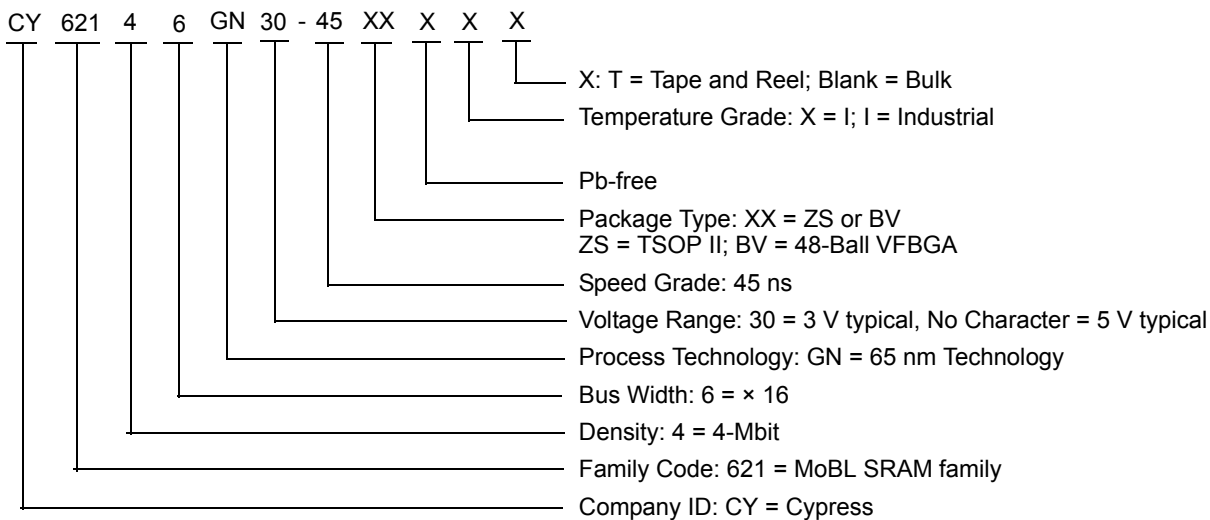 CY 621 4 6 GN 30 - 45 XX X X X
X: T = Tape and Reel; Blank = Bulk
Temperature Grade: X = I; I = Industrial
Pb-free
Package Type: XX = ZS or BV
ZS = TSOP II; BV = 48-Ball VFBGA
Speed Grade: 45 ns
Voltage Range: 30 = 3 V typical, No Character = 5 V typical
Process Technology: GN = 65 nm Technology
Bus Width: 6 = × 16
Density: 4 = 4-Mbit
Family Code: 621 = MoBL SRAM family
Company ID: CY = Cypress